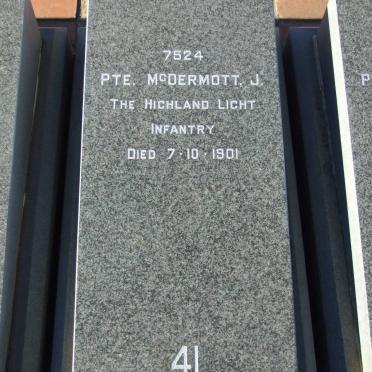 7524
PTE. McDERMOTT, J.
THE HIGHLAND LIGHT
INFANTRY
DIED 7·10·1901
41
P